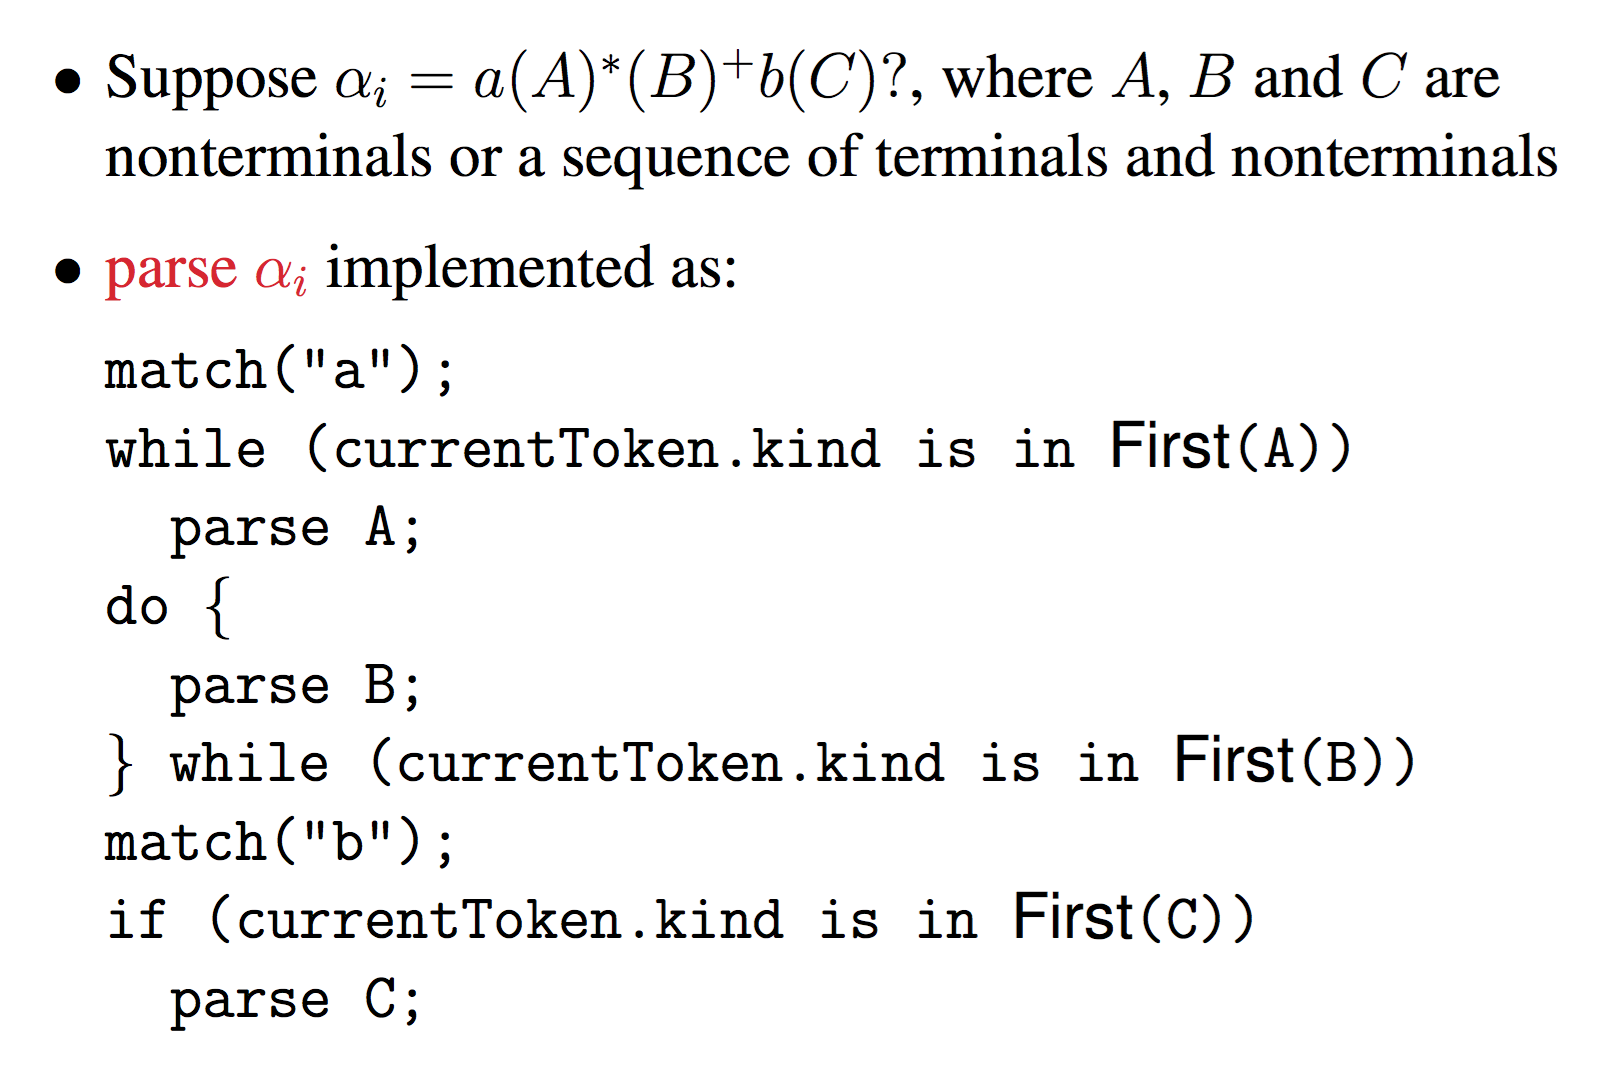 • Suppose αᵢ = a(A)*(B)⁺b(C)?, where A, B and C are
nonterminals or a sequence of terminals and nonterminals
• parse αᵢ implemented as:
match("a");
while (currentToken.kind is in First(A))
  parse A;
do {
  parse B;
} while (currentToken.kind is in First(B))
match("b");
if (currentToken.kind is in First(C))
  parse C;